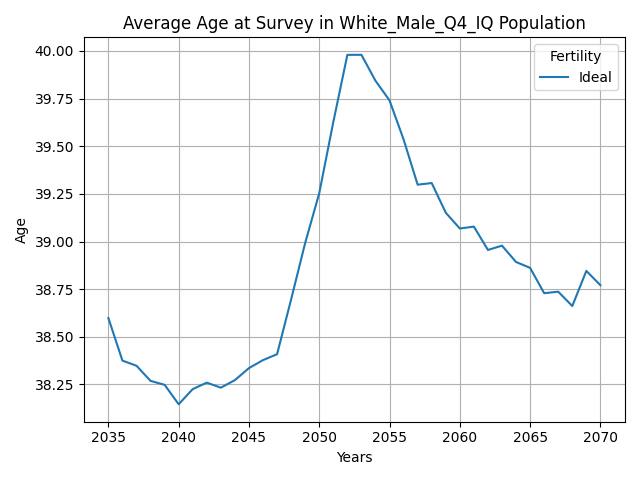 Average Age at Survey in White_Male_Q4_IQ Population
Fertility
Ideal
40.00
39.75
39.50
39.25
39.00
38.75
38.50
38.25
Age
2035 2040 2045 2050 2055 2060 2065 2070
Years